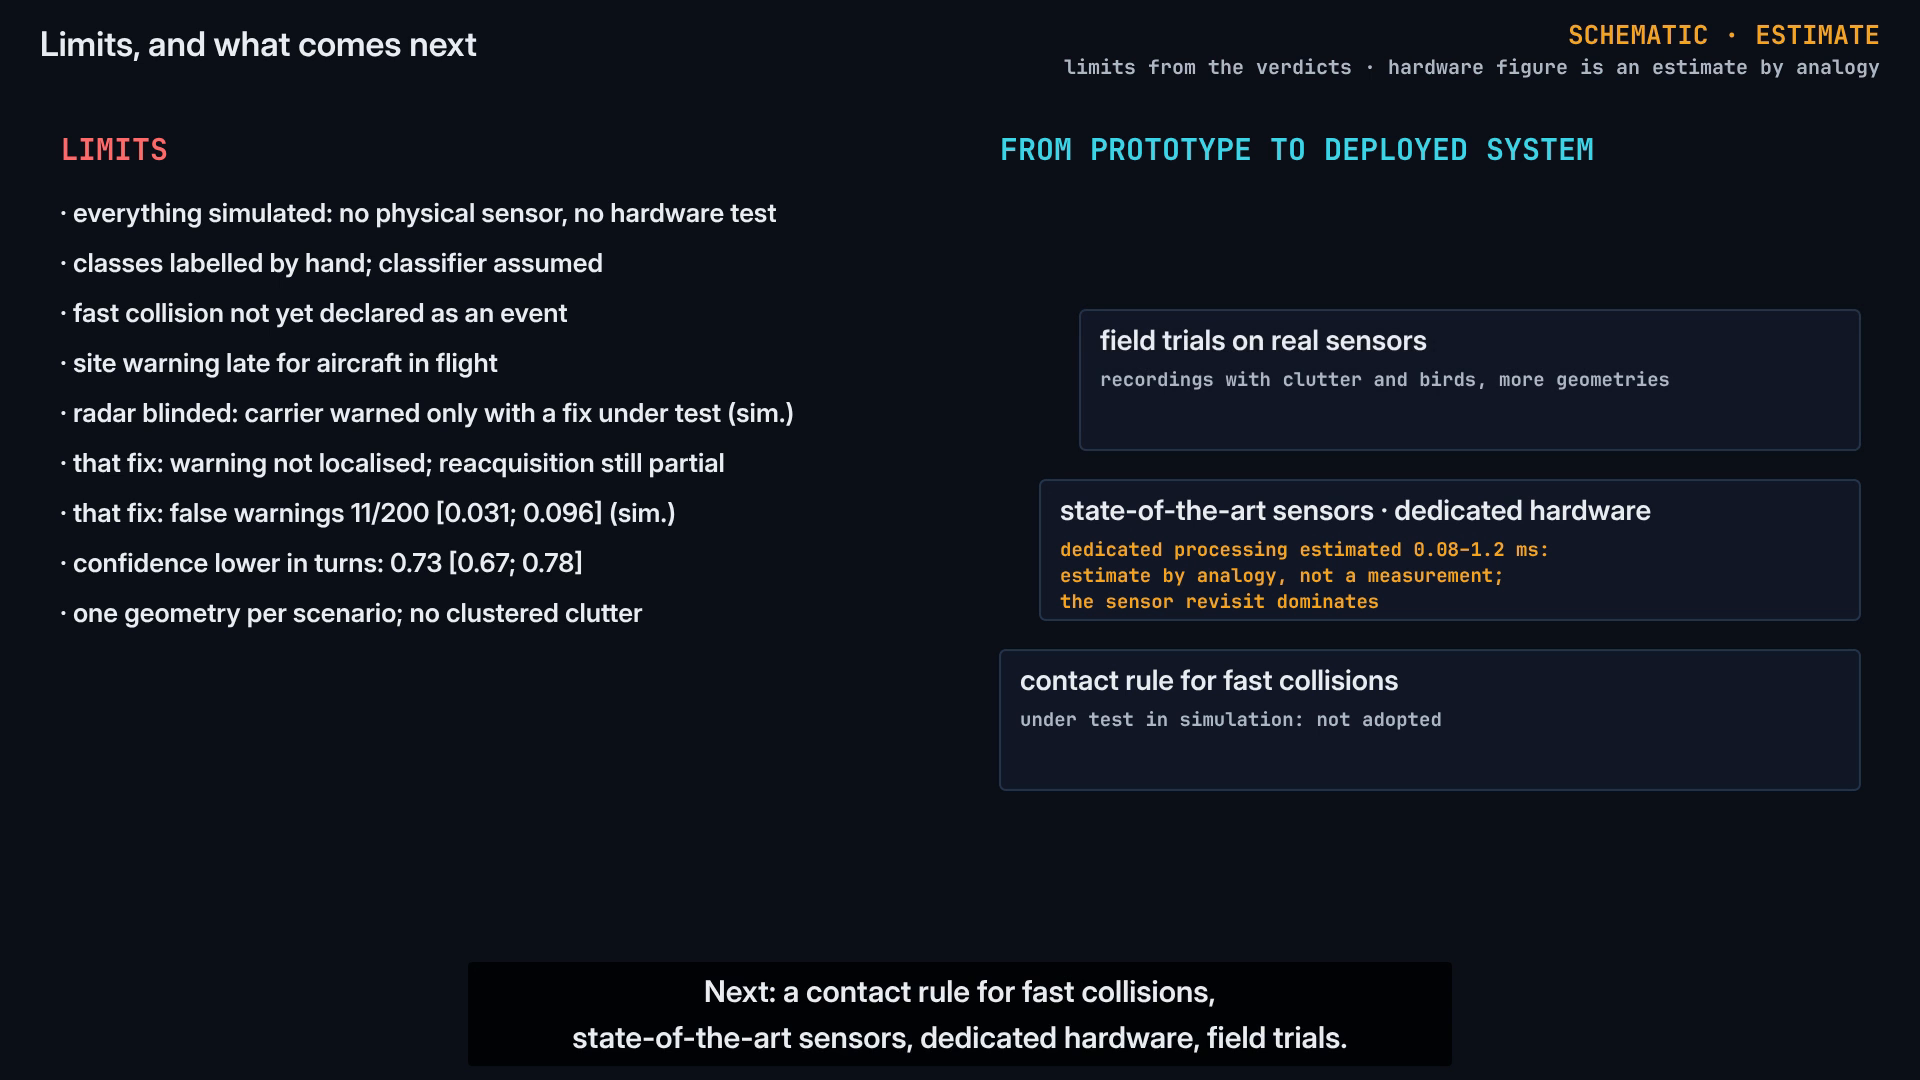 Limits, and what comes next
SCHEMATIC · ESTIMATE
limits from the verdicts · hardware figure is an estimate by analogy
LIMITS
· everything simulated: no physical sensor, no hardware test
· classes labelled by hand; classifier assumed
· fast collision not yet declared as an event
· site warning late for aircraft in flight
· radar blinded: carrier warned only with a fix under test (sim.)
· that fix: warning not localised; reacquisition still partial
· that fix: false warnings 11/200 [0.031; 0.096] (sim.)
· confidence lower in turns: 0.73 [0.67; 0.78]
· one geometry per scenario; no clustered clutter
FROM PROTOTYPE TO DEPLOYED SYSTEM
field trials on real sensors
recordings with clutter and birds, more geometries
state-of-the-art sensors · dedicated hardware
dedicated processing estimated 0.08–1.2 ms:
estimate by analogy, not a measurement;
the sensor revisit dominates
contact rule for fast collisions
under test in simulation: not adopted
Next: a contact rule for fast collisions,
state-of-the-art sensors, dedicated hardware, field trials.